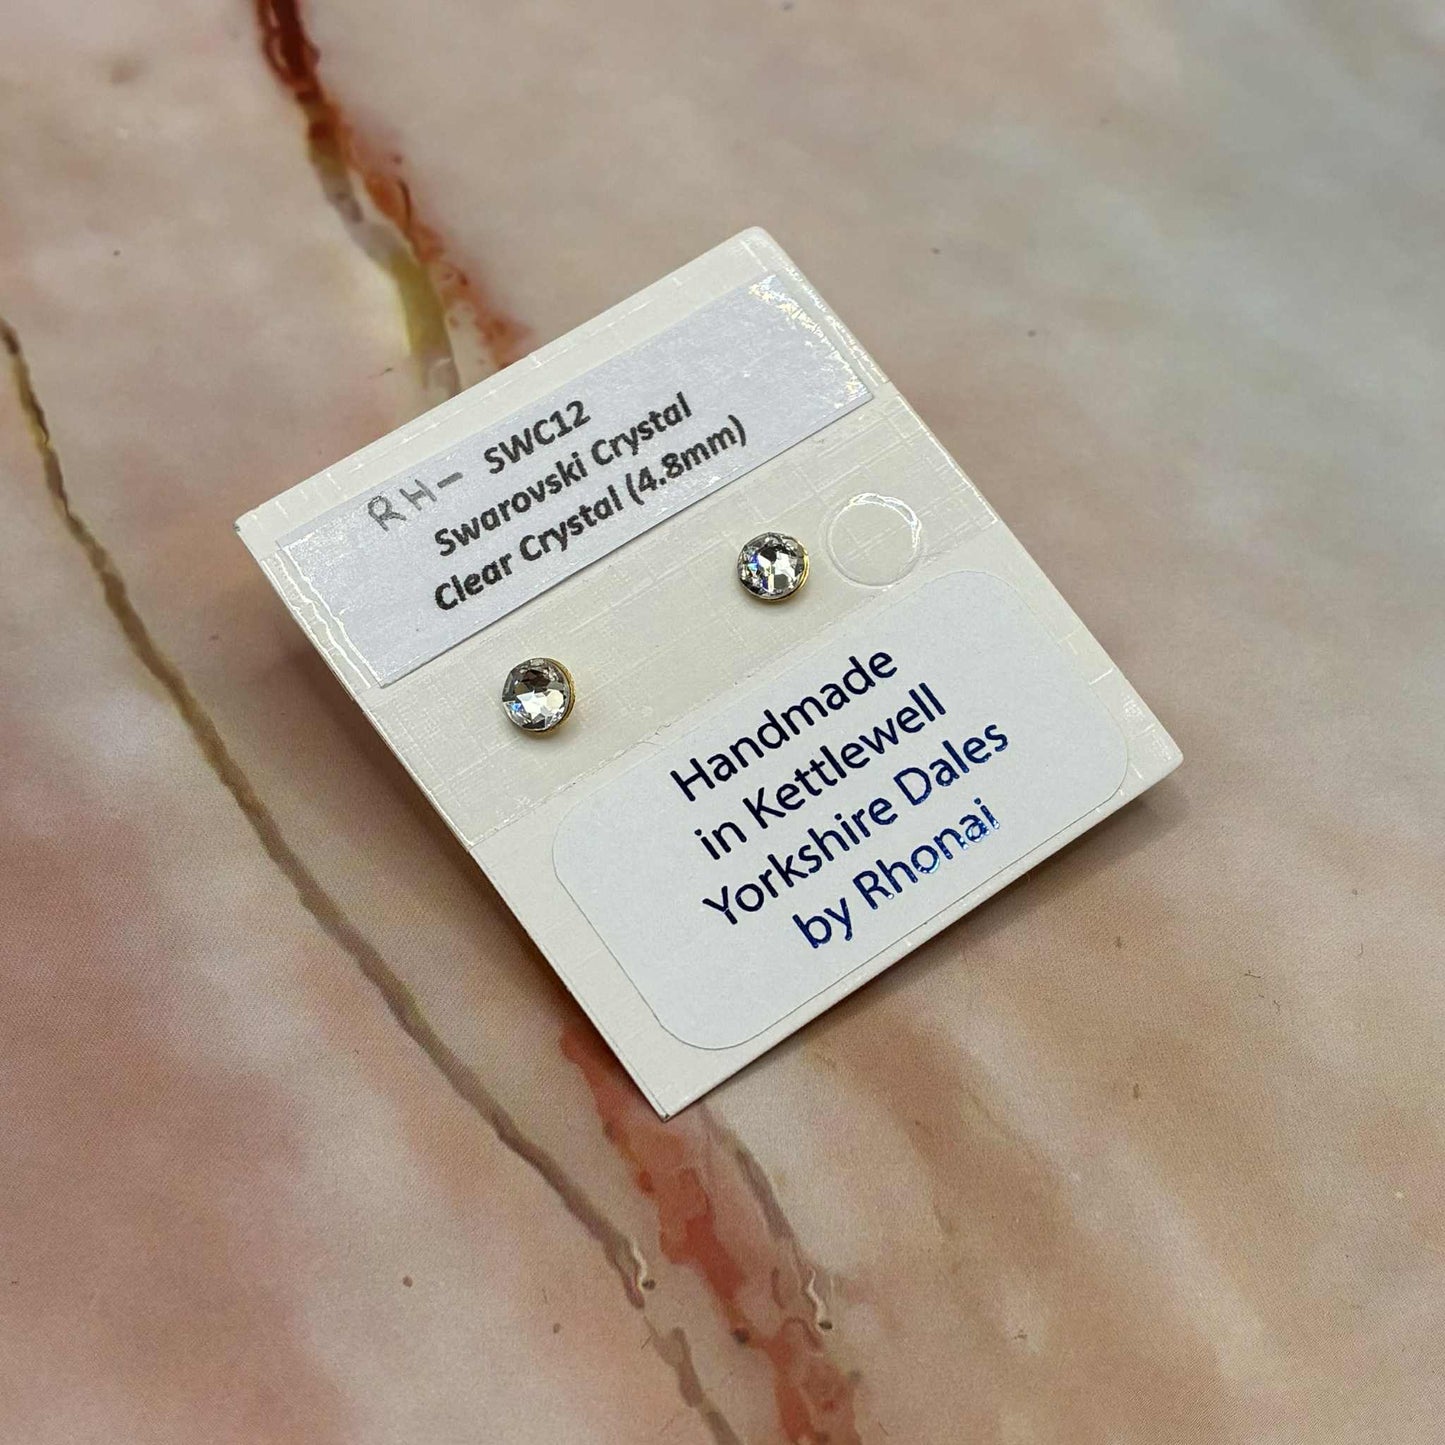 RH- SWC12
Swarovski Crystal
Clear Crystal (4.8mm)
Handmade
in Kettlewell
Yorkshire Dales
by Rhonai